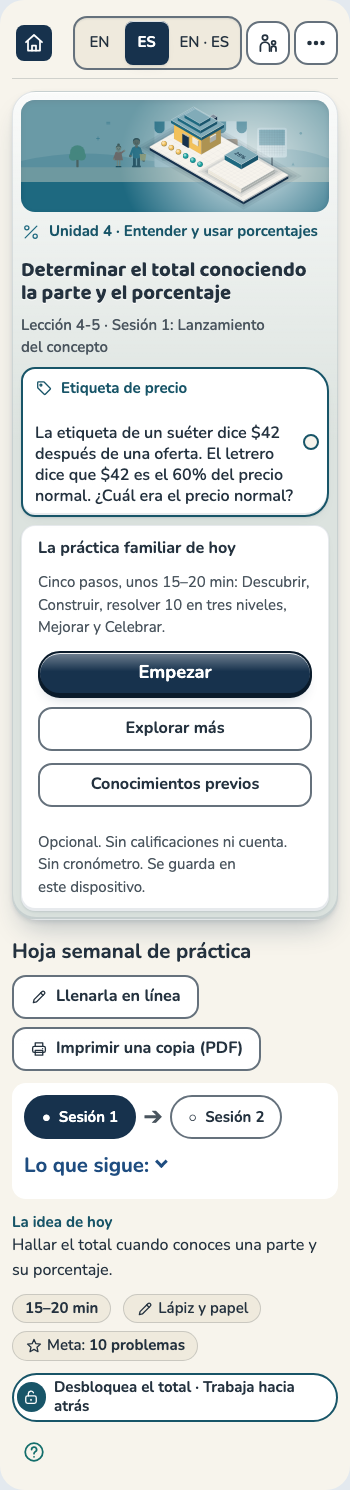 EN
ES
EN · ES
Unidad 4 · Entender y usar porcentajes
Determinar el total conociendo
la parte y el porcentaje
Lección 4-5 · Sesión 1: Lanzamiento
del concepto
Etiqueta de precio
La etiqueta de un suéter dice $42
después de una oferta. El letrero
dice que $42 es el 60% del precio
normal. ¿Cuál era el precio normal?
La práctica familiar de hoy
Cinco pasos, unos 15–20 min: Descubrir,
Construir, resolver 10 en tres niveles,
Mejorar y Celebrar.
Empezar
Explorar más
Conocimientos previos
Opcional. Sin calificaciones ni cuenta.
Sin cronómetro. Se guarda en
este dispositivo.
Hoja semanal de práctica
Llenarla en línea
Imprimir una copia (PDF)
Sesión 1
Sesión 2
Lo que sigue:
La idea de hoy
Hallar el total cuando conoces una parte y
su porcentaje.
15–20 min
Lápiz y papel
Meta: 10 problemas
Desbloquea el total · Trabaja hacia
atrás